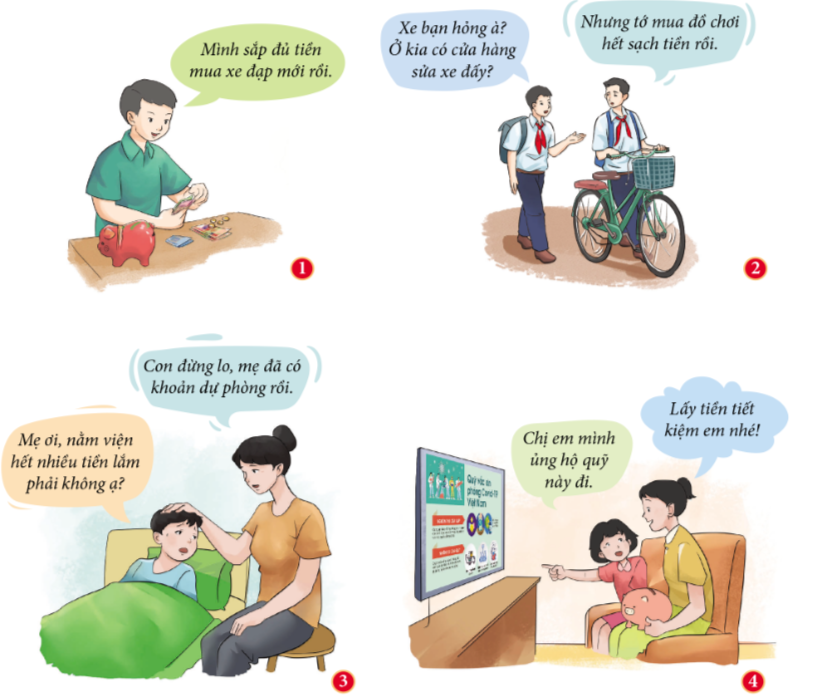 Mình sắp đủ tiền
mua xe đạp mới rồi.
1
Xe bạn hỏng à?
Ở kia có cửa hàng
sửa xe đấy?
Nhưng tớ mua đồ chơi
hết sạch tiền rồi.
2
Con đừng lo, mẹ đã có
khoản dự phòng rồi.
Mẹ ơi, nằm viện
hết nhiều tiền lắm
phải không ạ?
3
Lấy tiền tiết
kiệm em nhé!
Chị em mình
ủng hộ quỹ
này đi.
Quỹ vắc xin
phòng Covid 19
Việt Nam
4